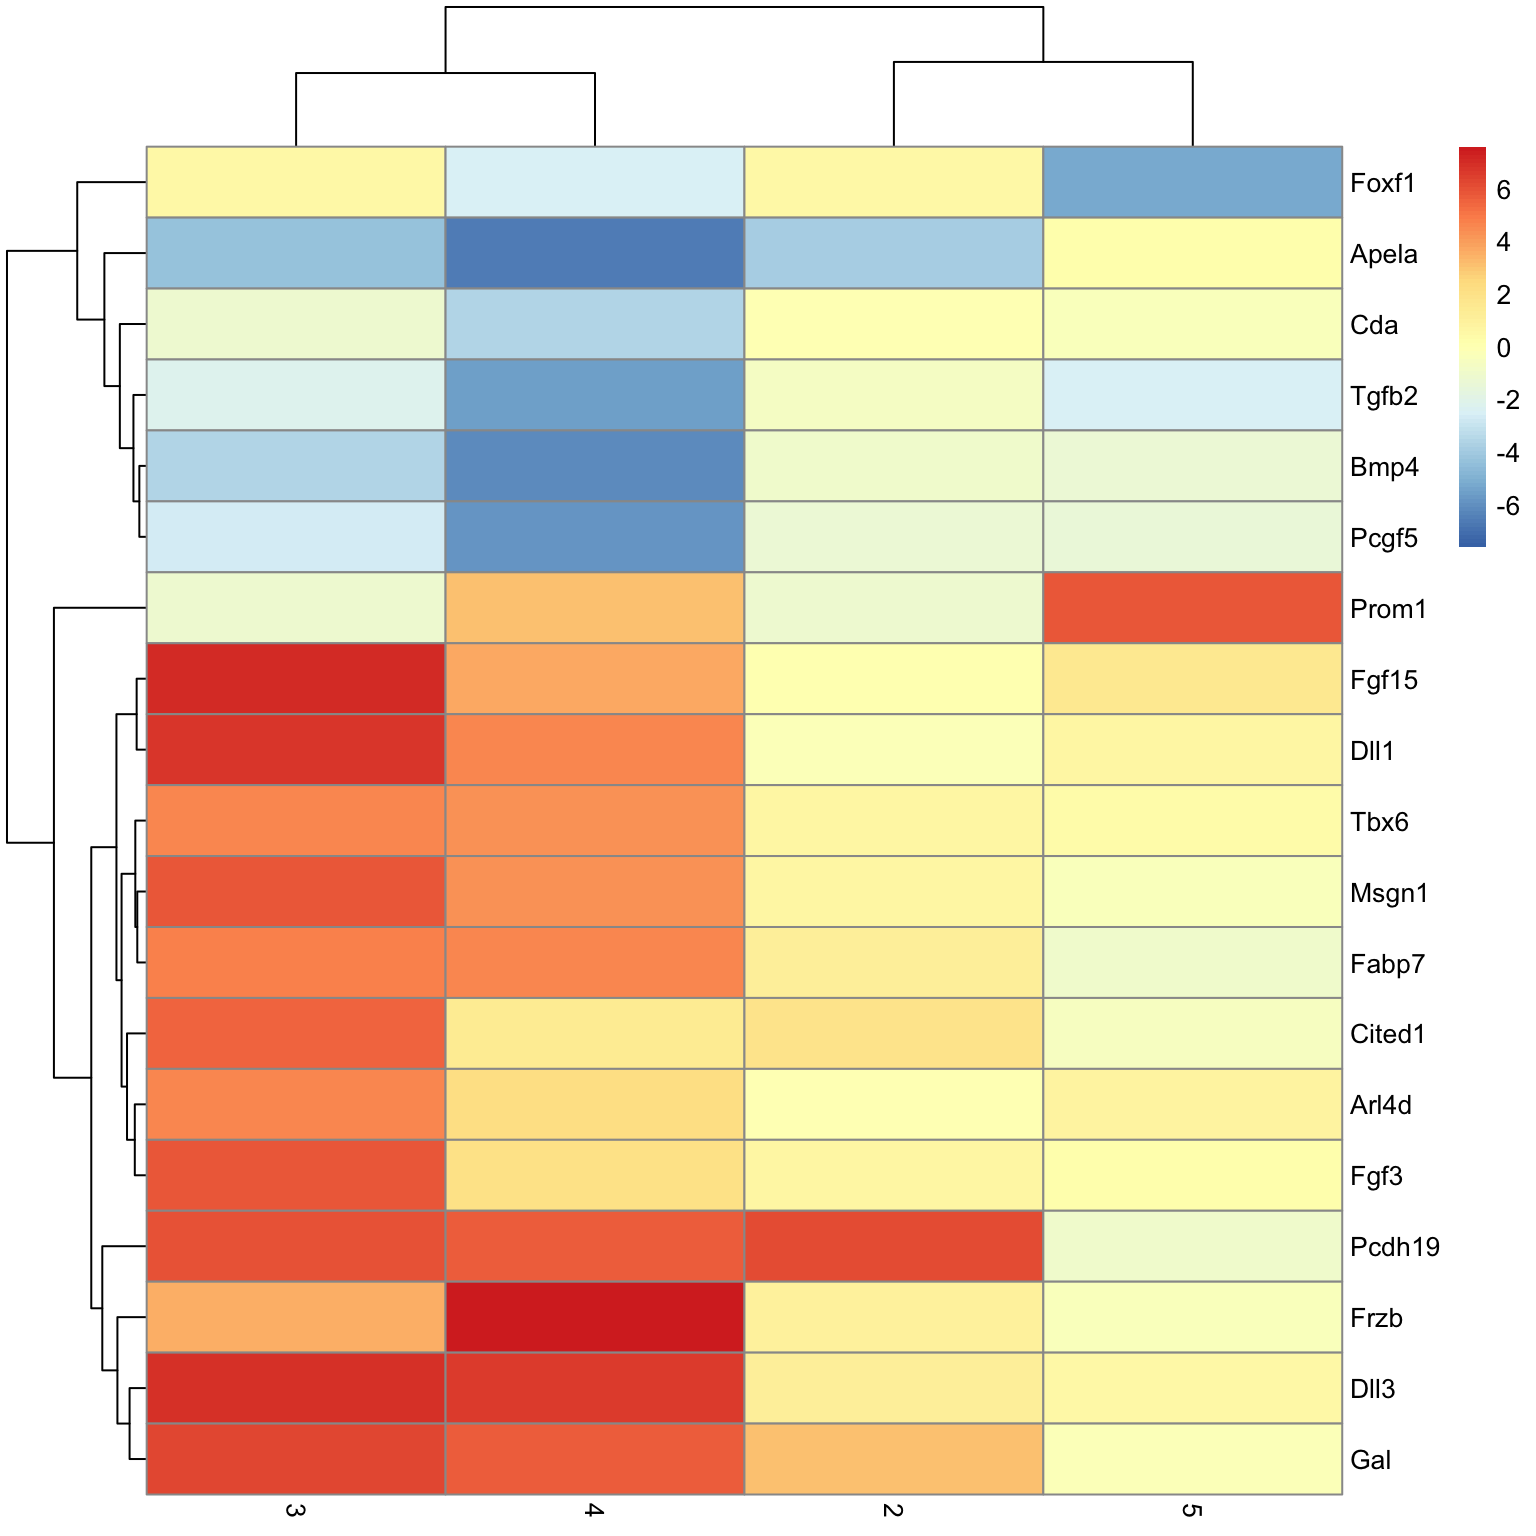 Foxf1
Apela
Cda
Tgfb2
Bmp4
Pcgf5
Prom1
Fgf15
Dll1
Tbx6
Msgn1
Fabp7
Cited1
Arl4d
Fgf3
Pcdh19
Frzb
Dll3
Gal
6
4
2
0
-2
-4
-6
3 4 2 5